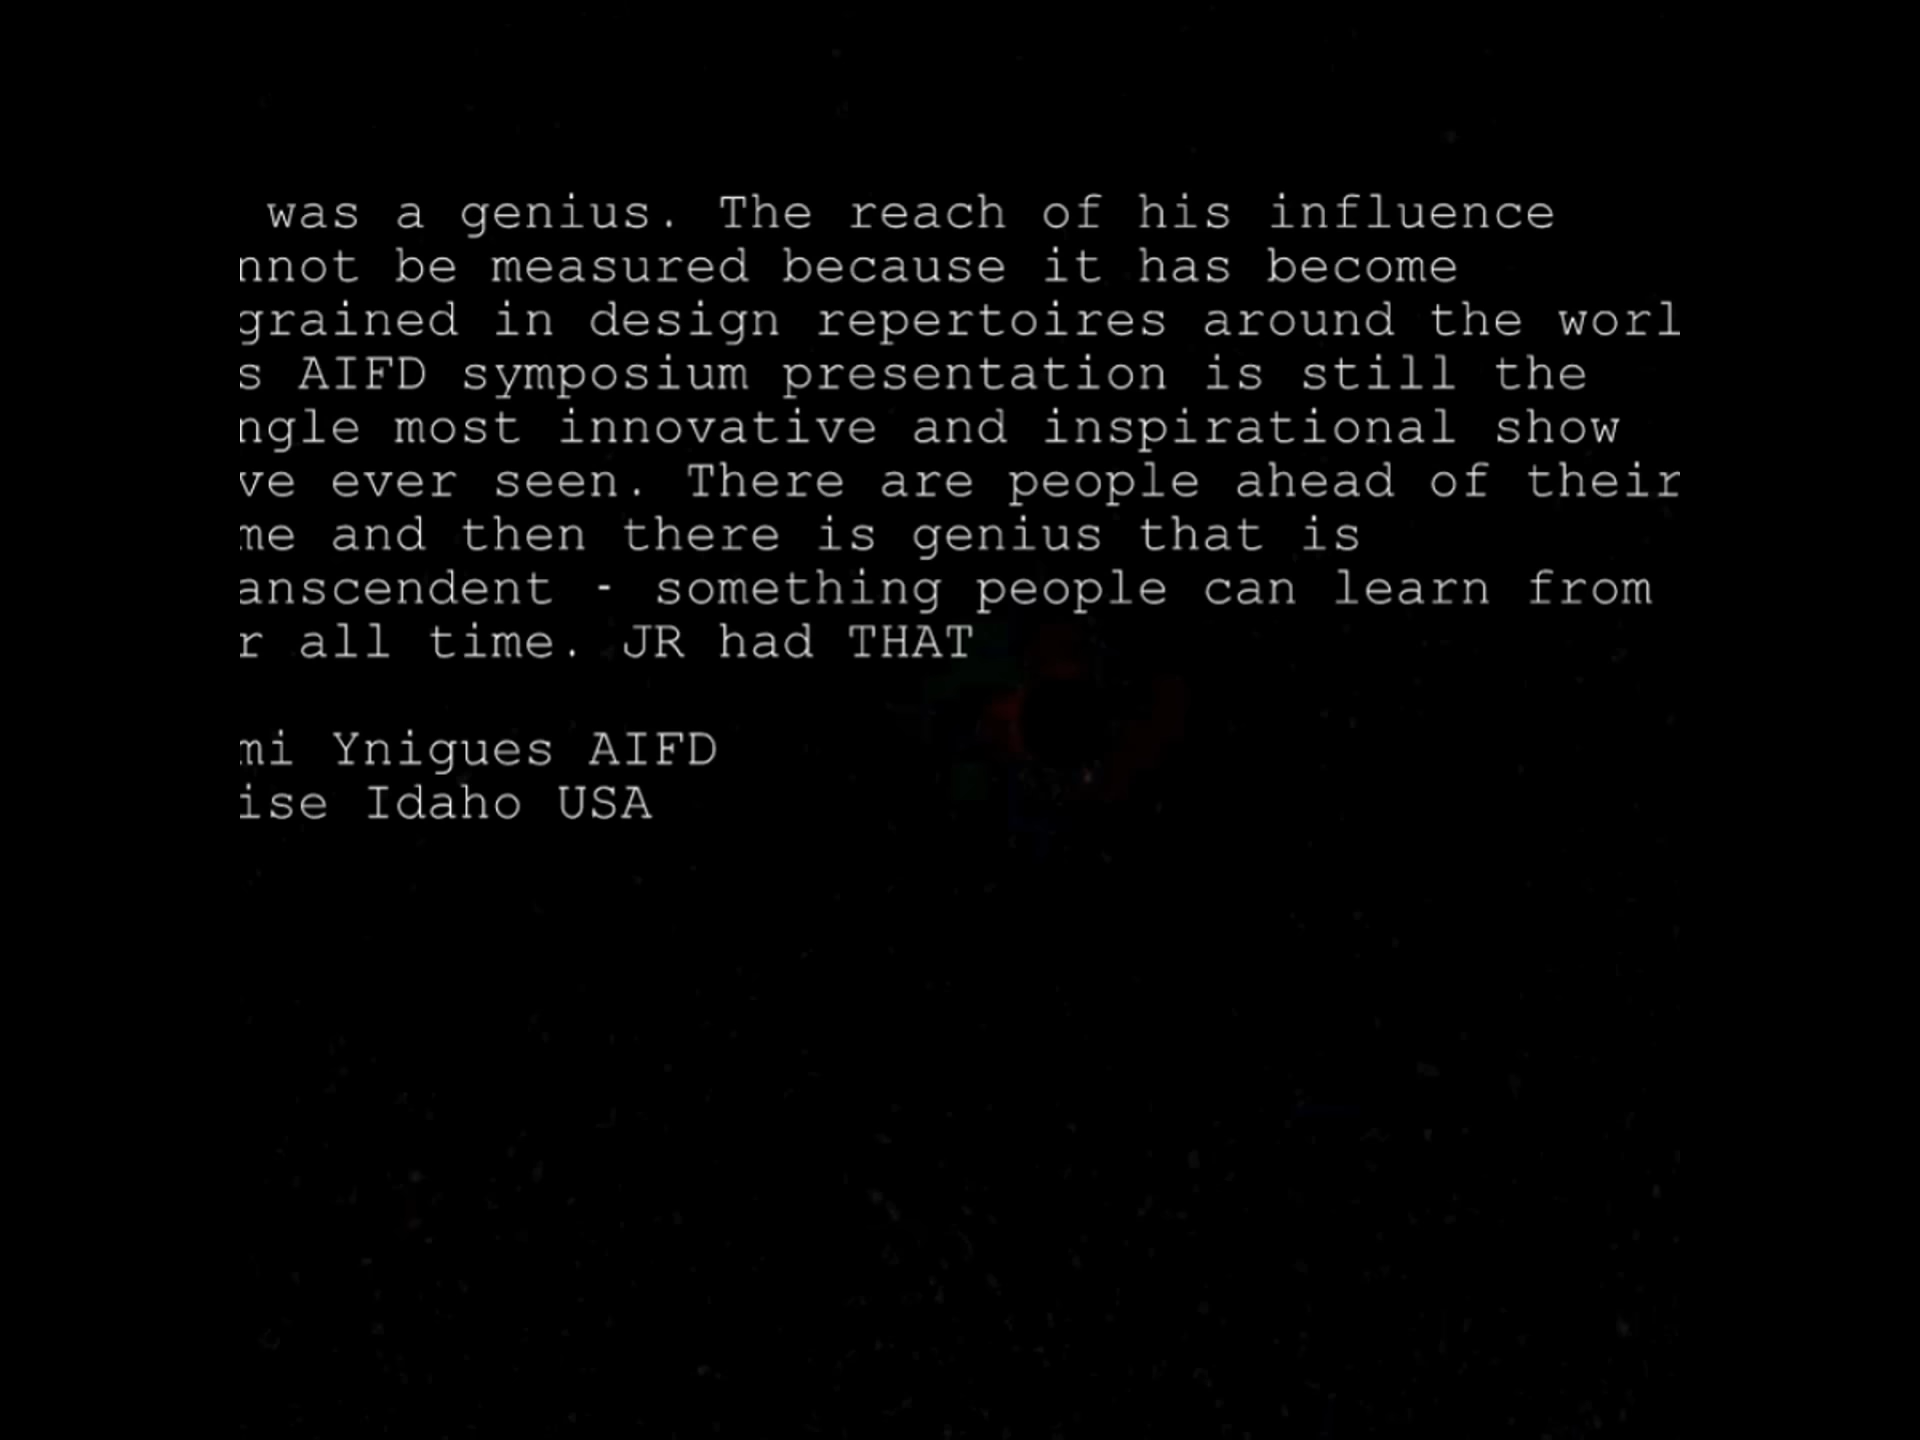 was a genius. The reach of his influence
nnot be measured because it has become
grained in design repertoires around the worl
s AIFD symposium presentation is still the
ngle most innovative and inspirational show
ve ever seen. There are people ahead of their
me and then there is genius that is
anscendent - something people can learn from
r all time. JR had THAT
mi Ynigues AIFD
ise Idaho USA